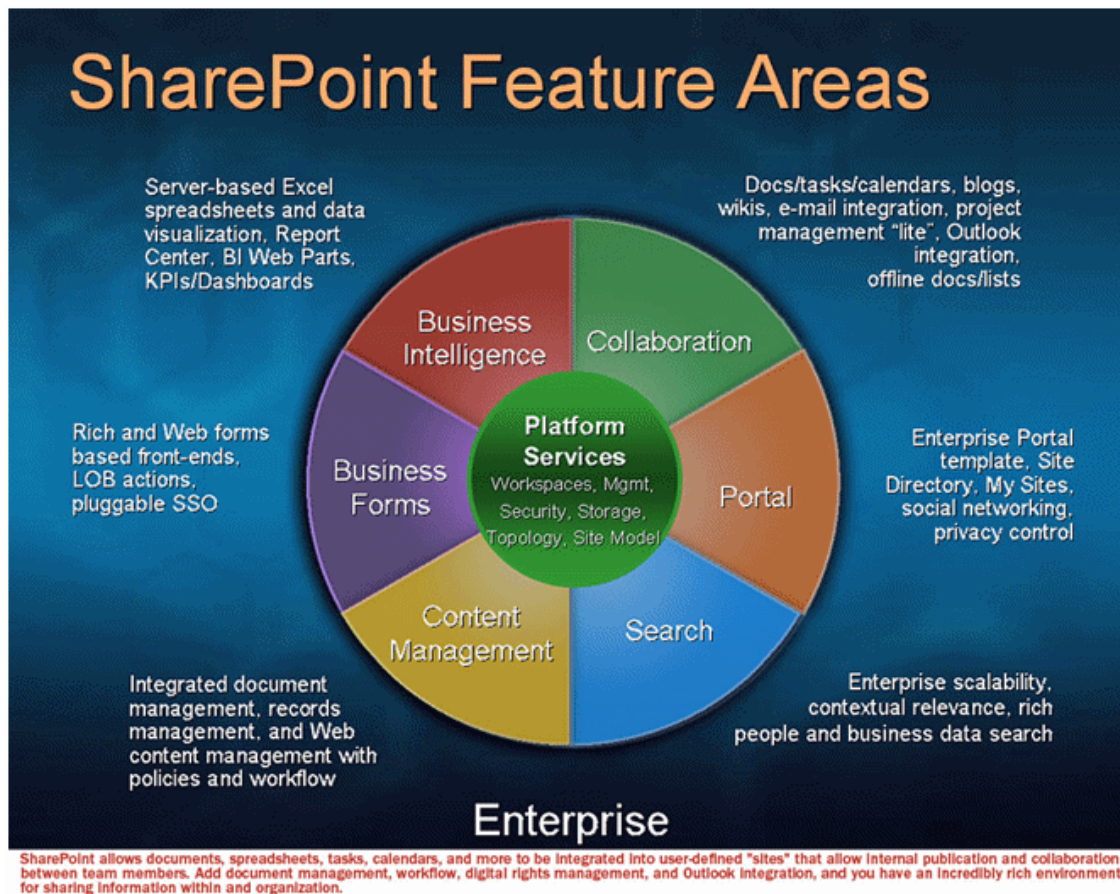 SharePoint Feature Areas
Server-based Excel
spreadsheets and data
visualization, Report
Center, BI Web Parts,
KPIs/Dashboards
Docs/tasks/calendars, blogs,
wikis, e-mail integration, project
management “lite”, Outlook
integration,
offline docs/lists
Business
Intelligence
Collaboration
Rich and Web forms
based front-ends,
LOB actions,
pluggable SSO
Business
Forms
Platform
Services
Workspaces, Mgmt,
Security, Storage,
Topology, Site Model
Portal
Enterprise Portal
template, Site
Directory, My Sites,
social networking,
privacy control
Content
Management
Search
Integrated document
management, records
management, and Web
content management with
policies and workflow
Enterprise scalability,
contextual relevance, rich
people and business data search
Enterprise
SharePoint allows documents, spreadsheets, tasks, calendars, and more to be integrated into user-defined "sites" that allow internal publication and collaboration
between team members. Add document management, workflow, digital rights management, and Outlook integration, and you have an incredibly rich environment
for sharing information within and organization.